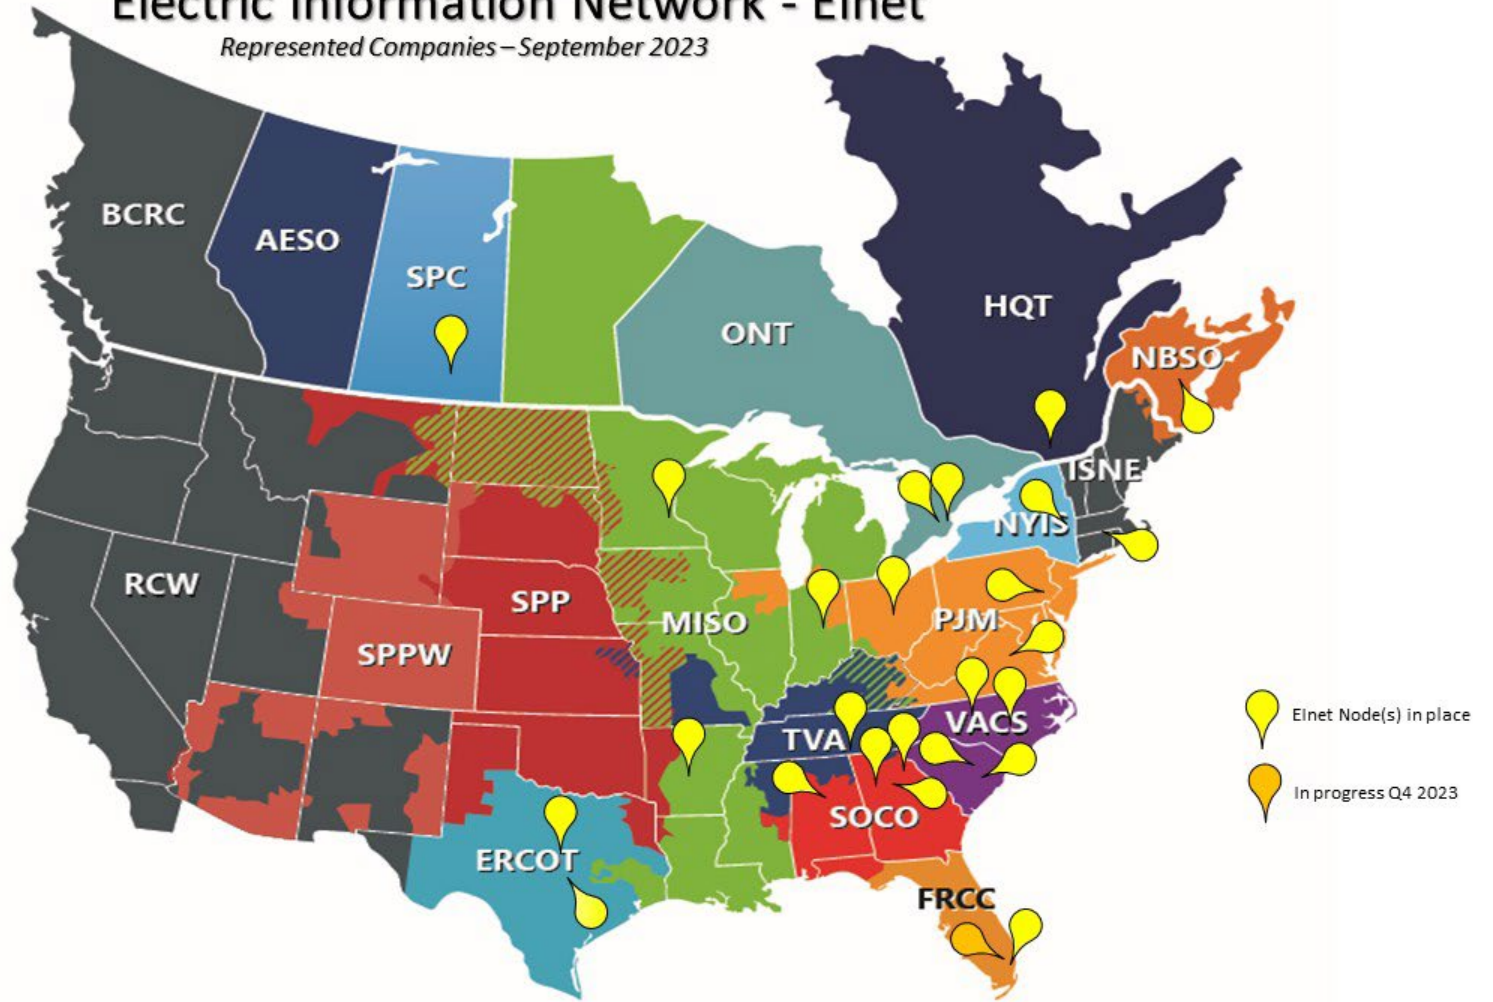 Electric Information Network - EInet
Represented Companies – September 2023
BCRC
AESO
SPC
HQT
ONT
NBSO
ISNE
NYIS
RCW
SPP
MISO
PJM
SPPW
VACS
TVA
SOCO
ERCOT
FRCC
EInet Node(s) in place
In progress Q4 2023